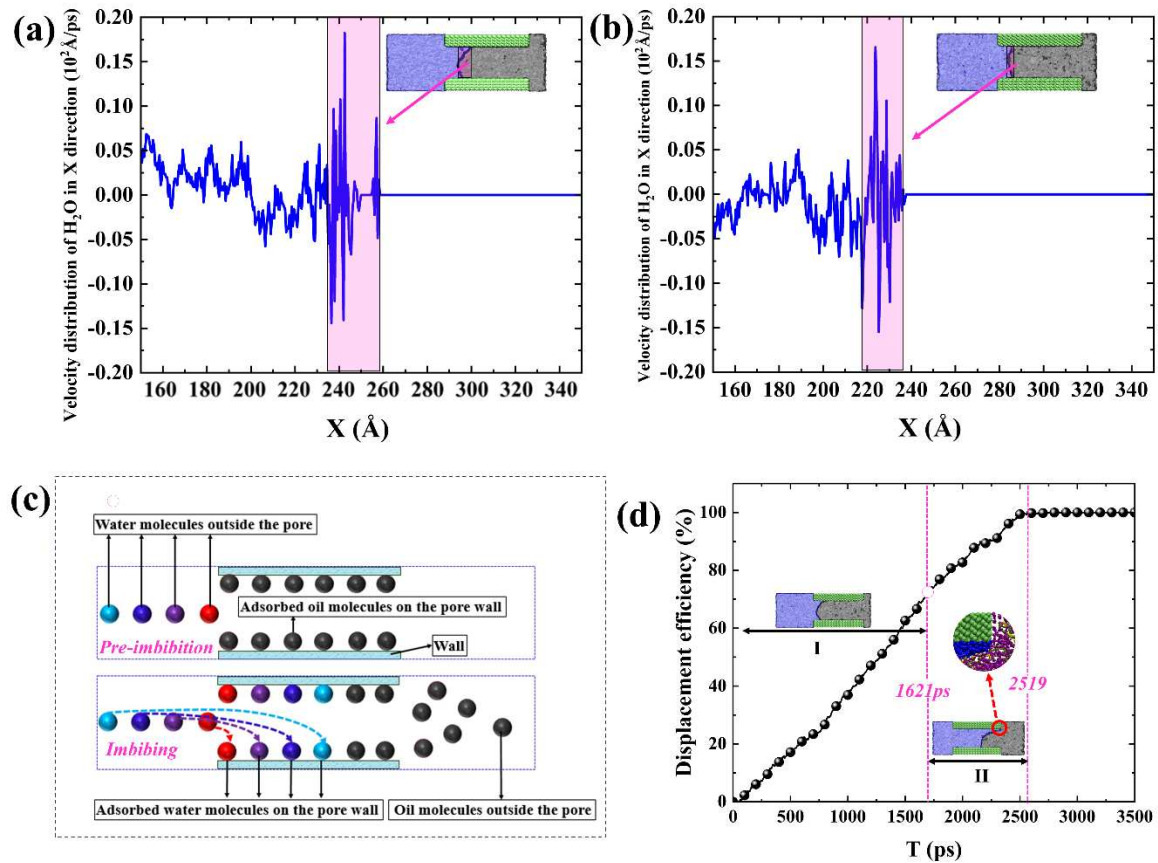 (a)
Velocity distribution of H2O in X direction (10² Å/ps)
0.20
0.15
0.10
0.05
0.00
-0.05
-0.10
-0.15
-0.20
160 180 200 220 240 260 280 300 320 340
X (Å)
(b)
Velocity distribution of H2O in X direction (10² Å/ps)
0.20
0.15
0.10
0.05
0.00
-0.05
-0.10
-0.15
-0.20
160 180 200 220 240 260 280 300 320 340
X (Å)
(c)
Water molecules outside the pore
Adsorbed oil molecules on the pore wall
Pre-imbibition
Wall
Imbibing
Adsorbed water molecules on the pore wall
Oil molecules outside the pore
(d)
Displacement efficiency (%)
100
80
60
40
20
0
I
1621ps
2519
II
0 500 1000 1500 2000 2500 3000 3500
T (ps)